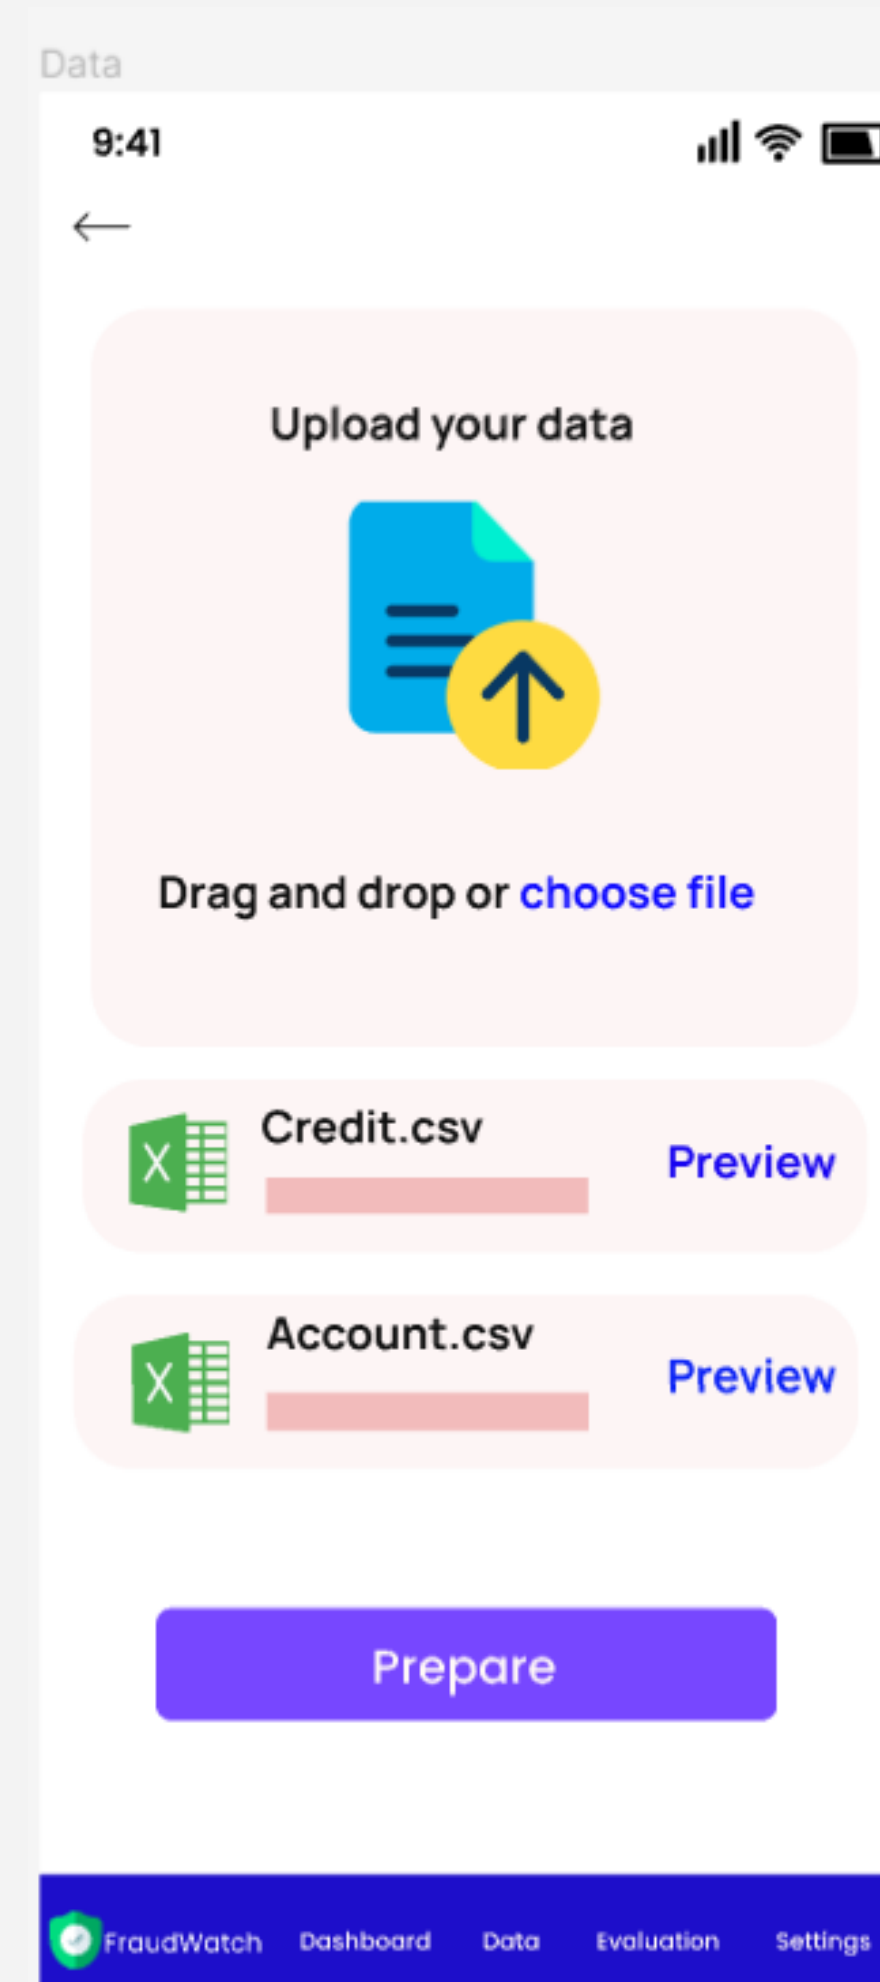 Data
9:41
Upload your data
Drag and drop or choose file
Credit.csv
Preview
Account.csv
Preview
Prepare
FraudWatch Dashboard Data Evaluation Settings